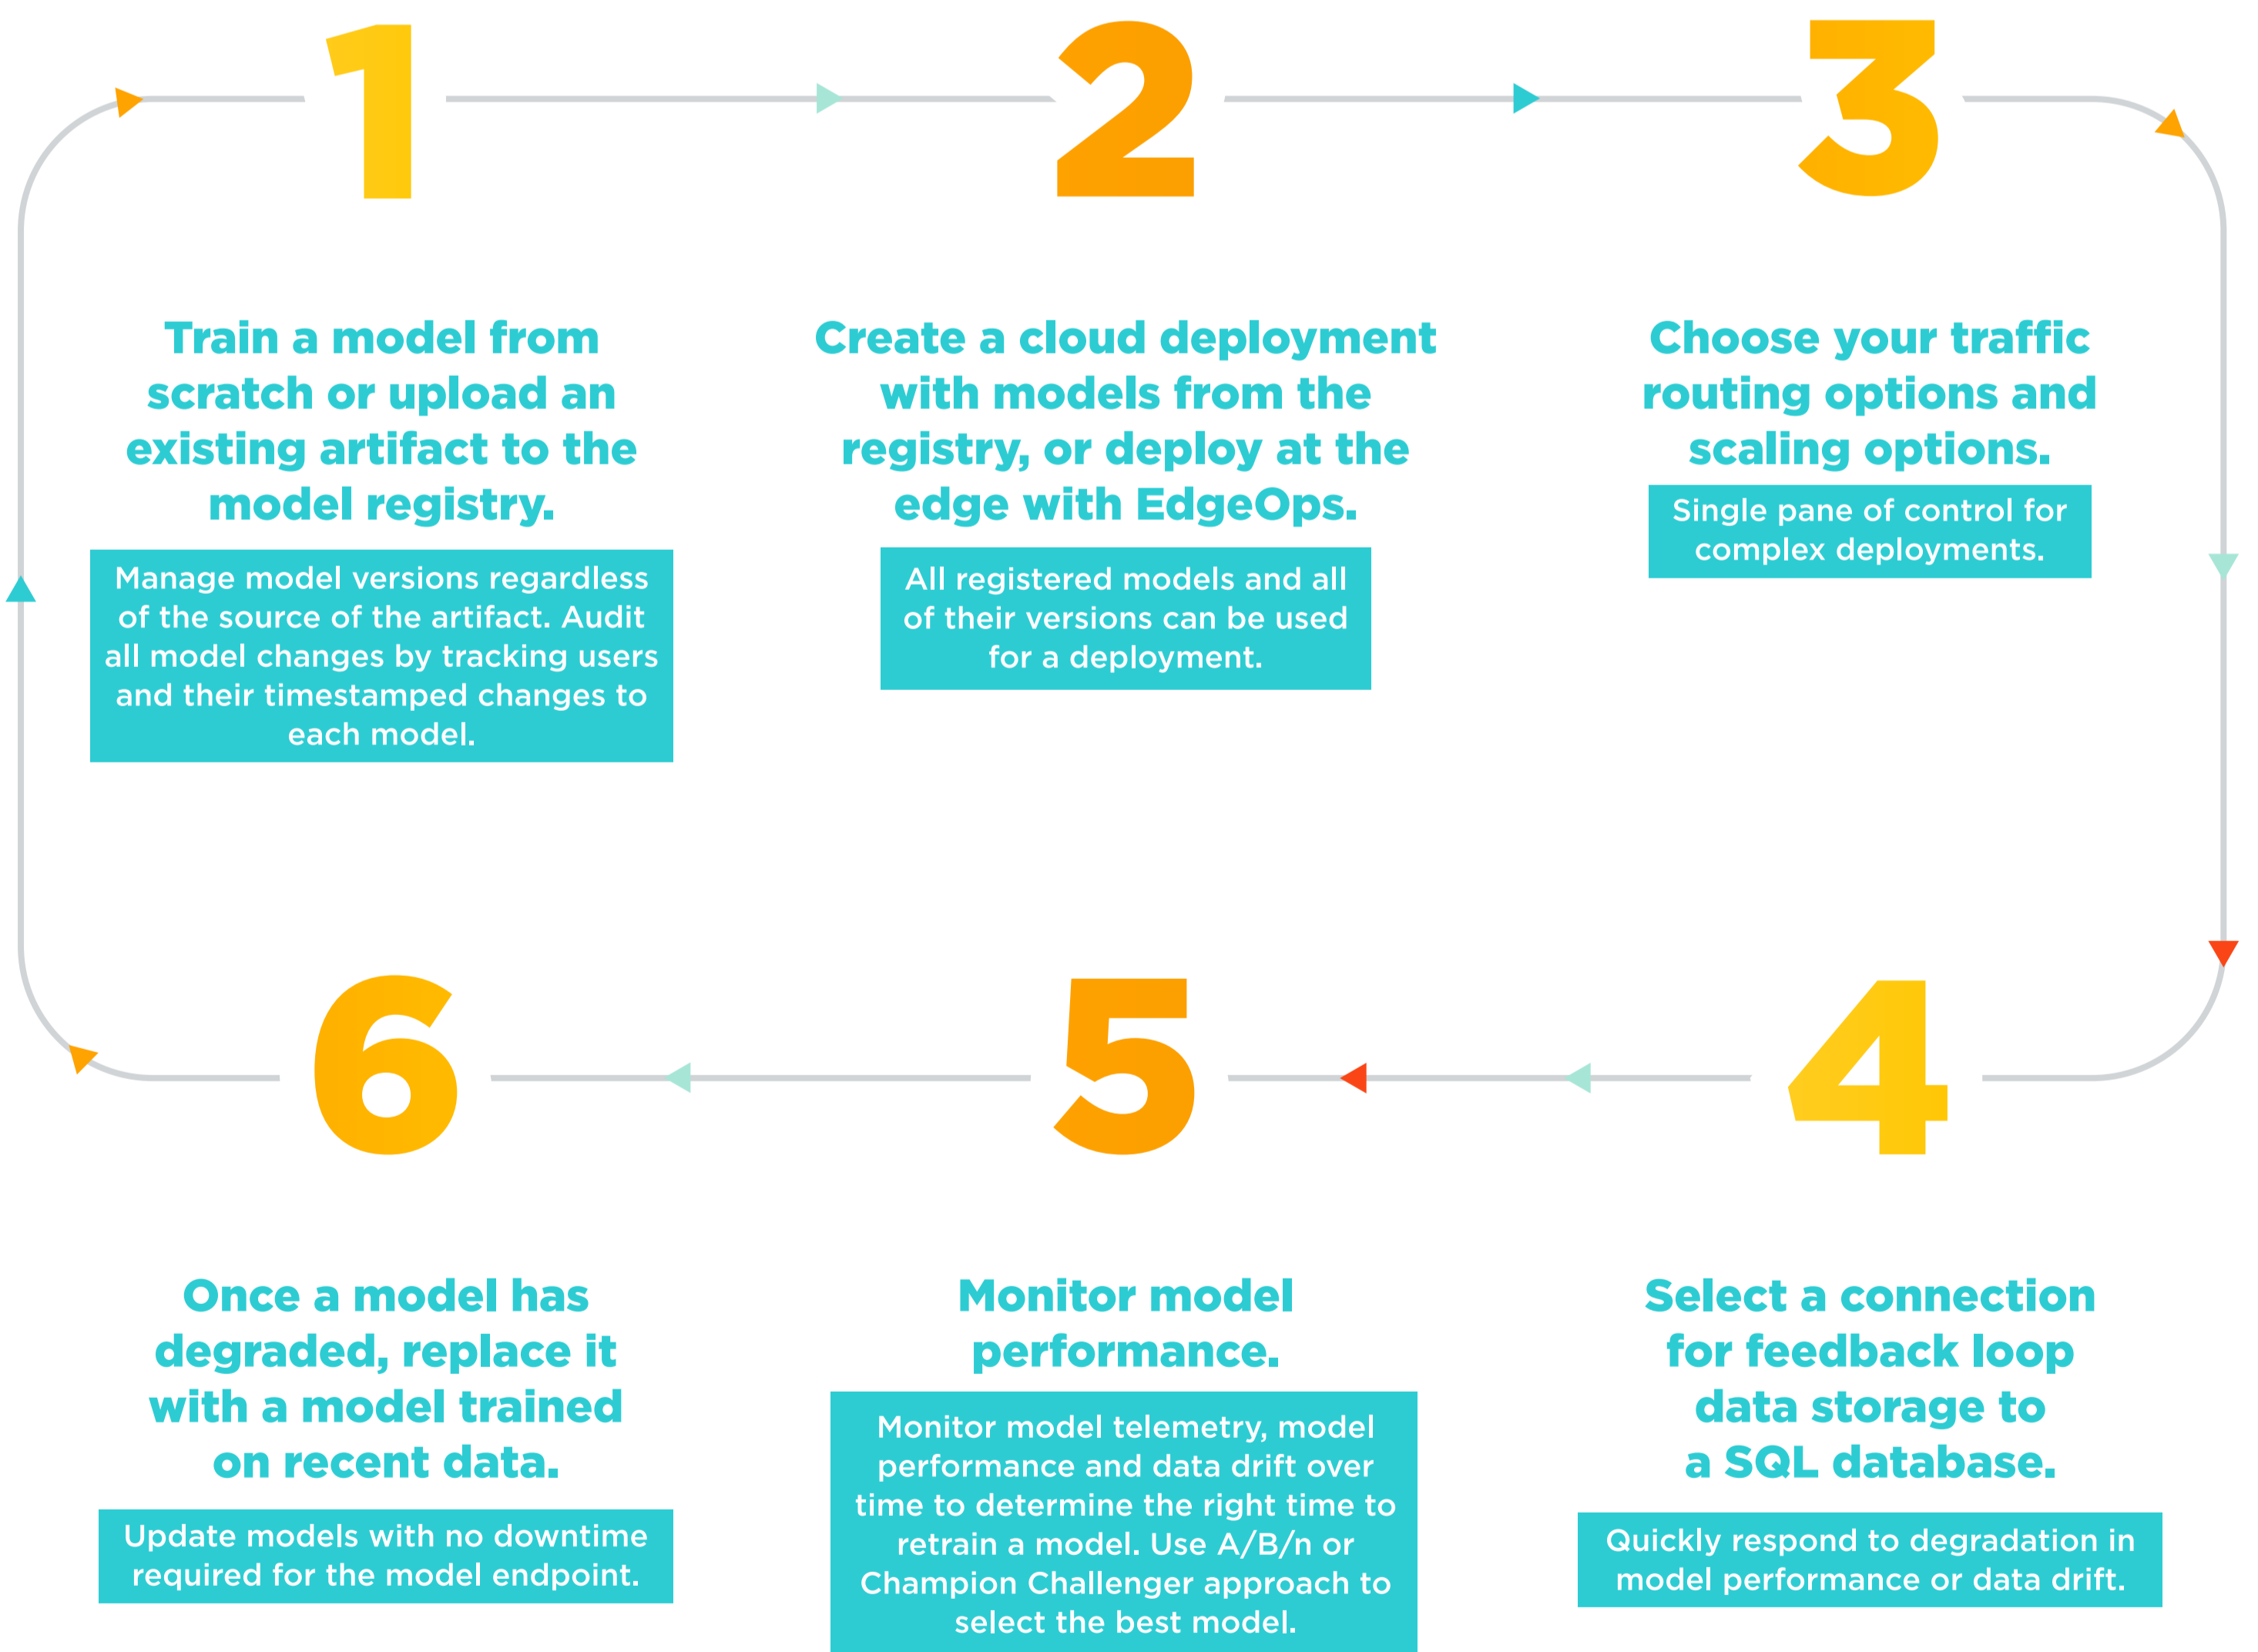 1
Train a model from
scratch or upload an
existing artifact to the
model registry.
Manage model versions regardless
of the source of the artifact. Audit
all model changes by tracking users
and their timestamped changes to
each model.
2
Create a cloud deployment
with models from the
registry, or deploy at the
edge with EdgeOps.
All registered models and all
of their versions can be used
for a deployment.
3
Choose your traffic
routing options and
scaling options.
Single pane of control for
complex deployments.
4
Select a connection
for feedback loop
data storage to
a SQL database.
Quickly respond to degradation in
model performance or data drift.
5
Monitor model
performance.
Monitor model telemetry, model
performance and data drift over
time to determine the right time to
retrain a model. Use A/B/n or
Champion Challenger approach to
select the best model.
6
Once a model has
degraded, replace it
with a model trained
on recent data.
Update models with no downtime
required for the model endpoint.